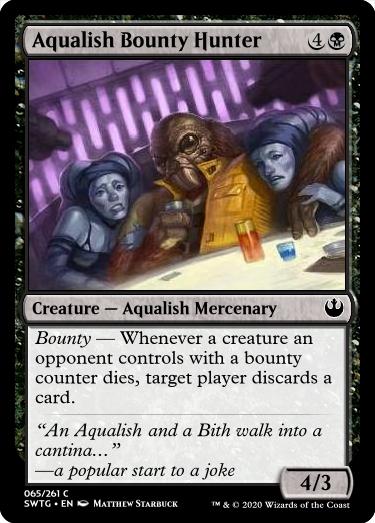 Aqualish Bounty Hunter 4
Creature — Aqualish Mercenary
Bounty — Whenever a creature an
opponent controls with a bounty
counter dies, target player discards a
card.
“An Aqualish and a Bith walk into a
cantina...”
—a popular start to a joke
4/3
065/261 C
SWTG • EN MATTHEW STARBUCK
™ & © 2020 Wizards of the Coast